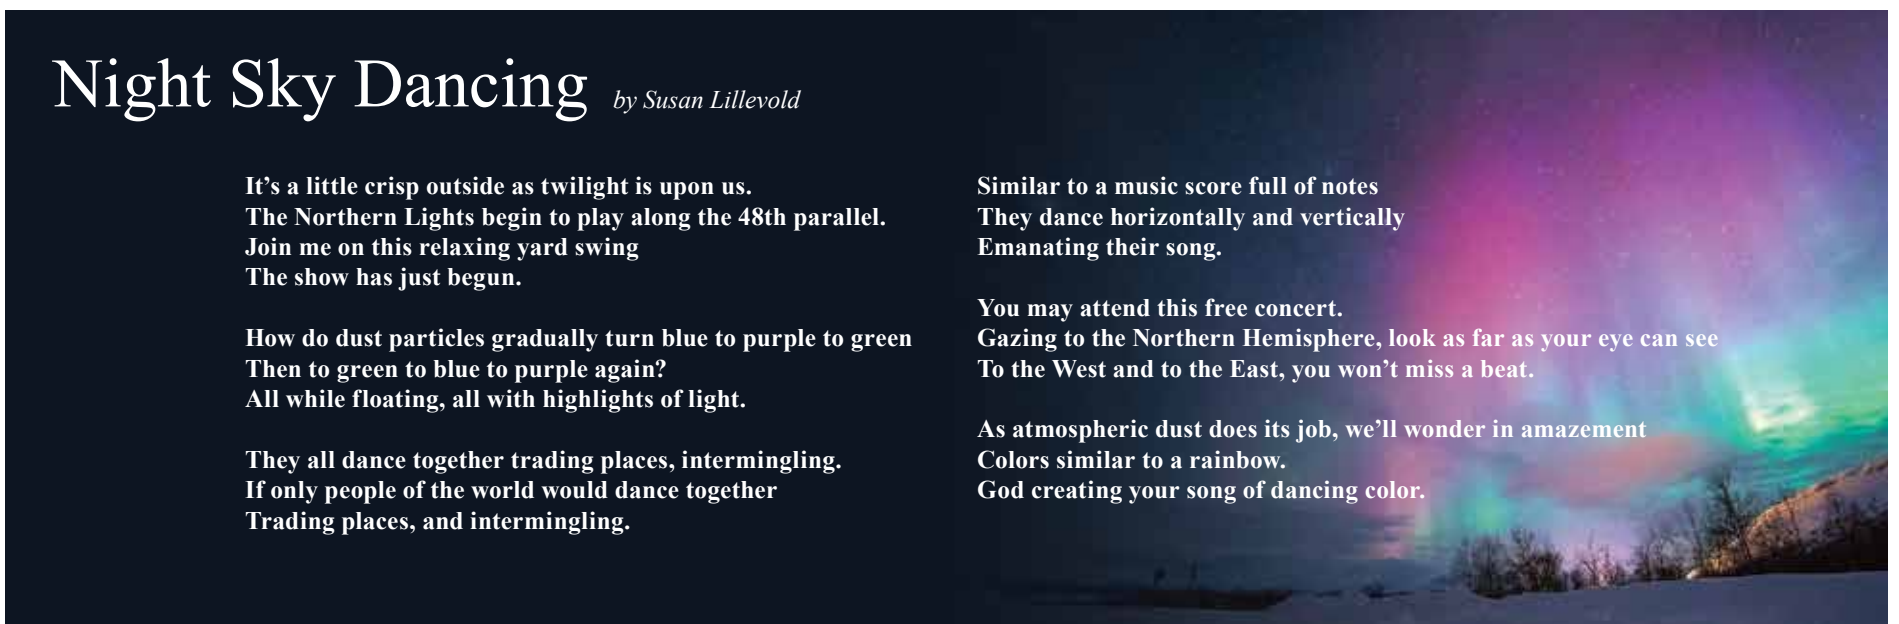 Night Sky Dancing by Susan Lillevold
It’s a little crisp outside as twilight is upon us.
The Northern Lights begin to play along the 48th parallel.
Join me on this relaxing yard swing
The show has just begun.
How do dust particles gradually turn blue to purple to green
Then to green to blue to purple again?
All while floating, all with highlights of light.
They all dance together trading places, intermingling.
If only people of the world would dance together
Trading places, and intermingling.
Similar to a music score full of notes
They dance horizontally and vertically
Emanating their song.
You may attend this free concert.
Gazing to the Northern Hemisphere, look as far as your eye can see
To the West and to the East, you won’t miss a beat.
As atmospheric dust does its job, we’ll wonder in amazement
Colors similar to a rainbow.
God creating your song of dancing color.